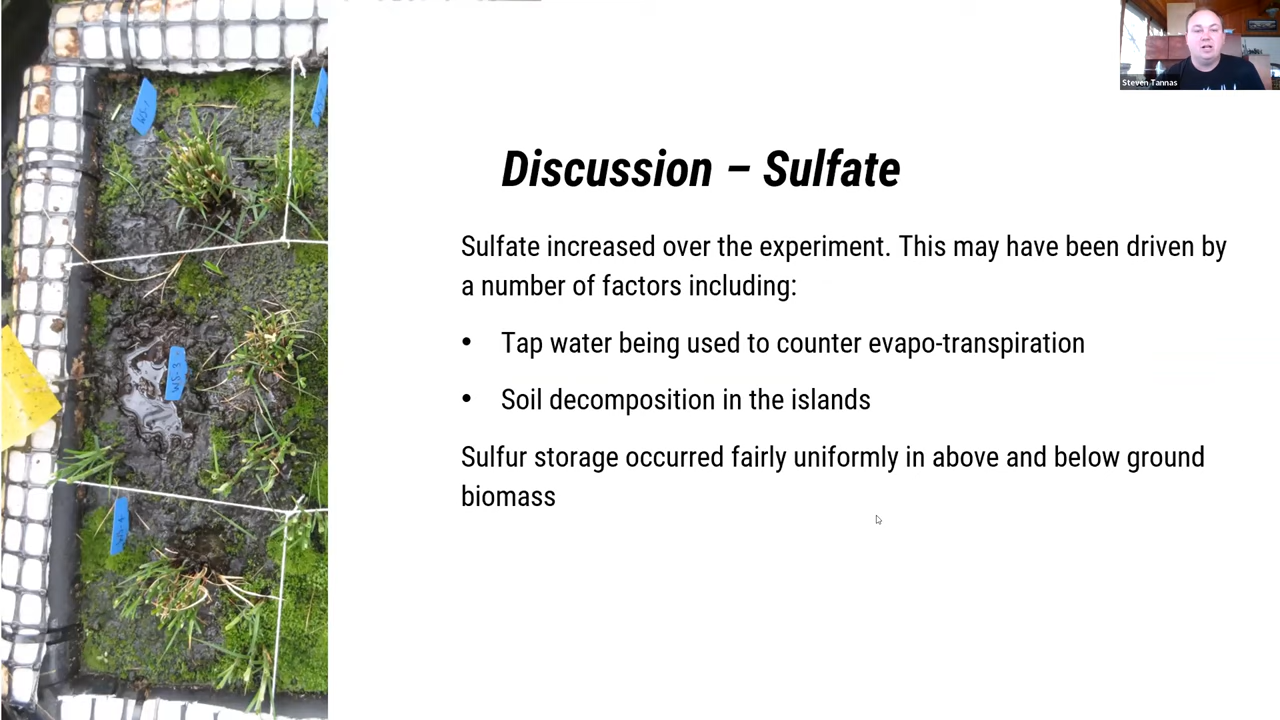 Steven Tannas
Discussion – Sulfate
Sulfate increased over the experiment. This may have been driven by
a number of factors including:
• Tap water being used to counter evapo-transpiration
• Soil decomposition in the islands
Sulfur storage occurred fairly uniformly in above and below ground
biomass